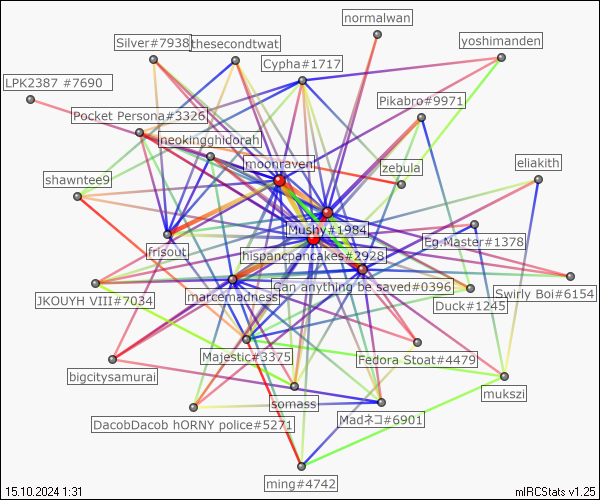 normalwan
Silver#7938
thesecondtwat
yoshimanden
Cypha#1717
LPK2387 #7690
Pikabro#9971
Pocket Persona#3326
neokingghidorah
moonraven
zebula
eliakith
shawntee9
Mushy#1984
Eg.Master#1378
frisout
hispancpancakes#2928
Can anything be saved#0396
Swirly Boi#6154
JKOUYH VIII#7034
marcemadness
Duck#1245
Majestic#3375
Fedora Stoat#4479
bigcitysamurai
mukszi
somass
Madネコ#6901
DacobDacob hORNY police#5271
ming#4742
15.10.2024 1:31
mIRCStats v1.25